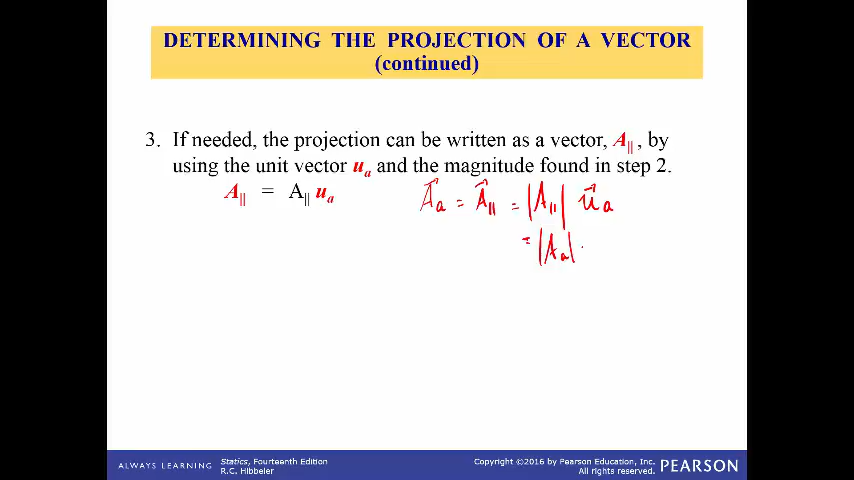 DETERMINING THE PROJECTION OF A VECTOR
(continued)
3. If needed, the projection can be written as a vector, A∥ , by
using the unit vector uₐ and the magnitude found in step 2.
A∥ = A∥ uₐ
A⃗ₐ = A⃗∥ = |A∥| u⃗ₐ
= |Aₐ| .
ALWAYS LEARNING
Statics, Fourteenth Edition
R.C. Hibbeler
Copyright ©2016 by Pearson Education, Inc.
All rights reserved.
PEARSON